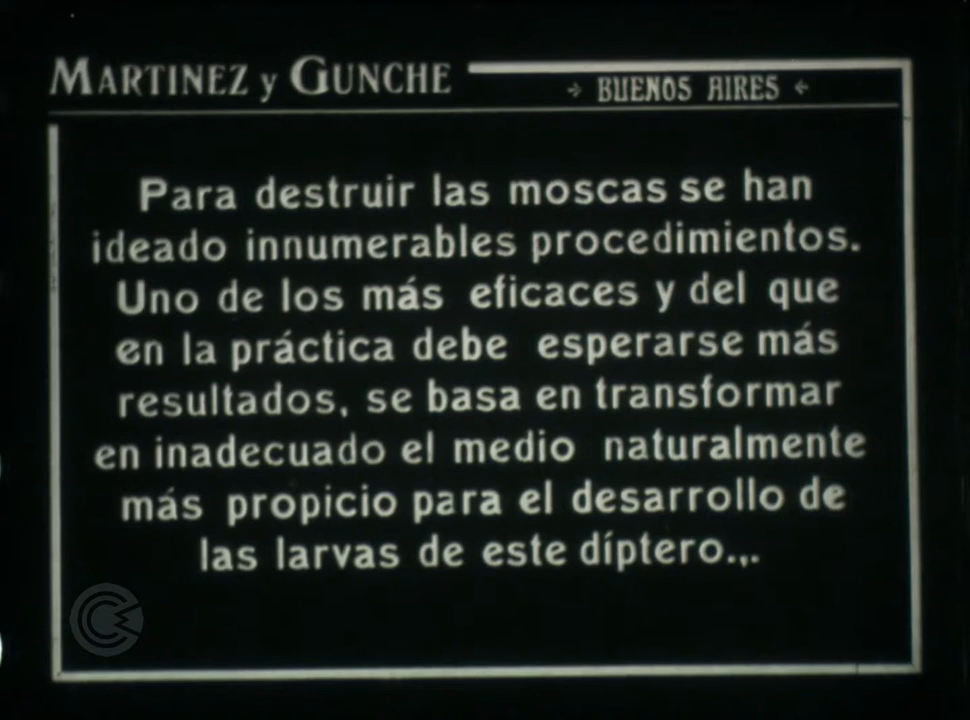 MARTINEZ y GUNCHE
BUENOS AIRES
Para destruir las moscas se han
ideado innumerables procedimientos.
Uno de los más eficaces y del que
en la práctica debe esperarse más
resultados, se basa en transformar
en inadecuado el medio naturalmente
más propicio para el desarrollo de
las larvas de este díptero.,.